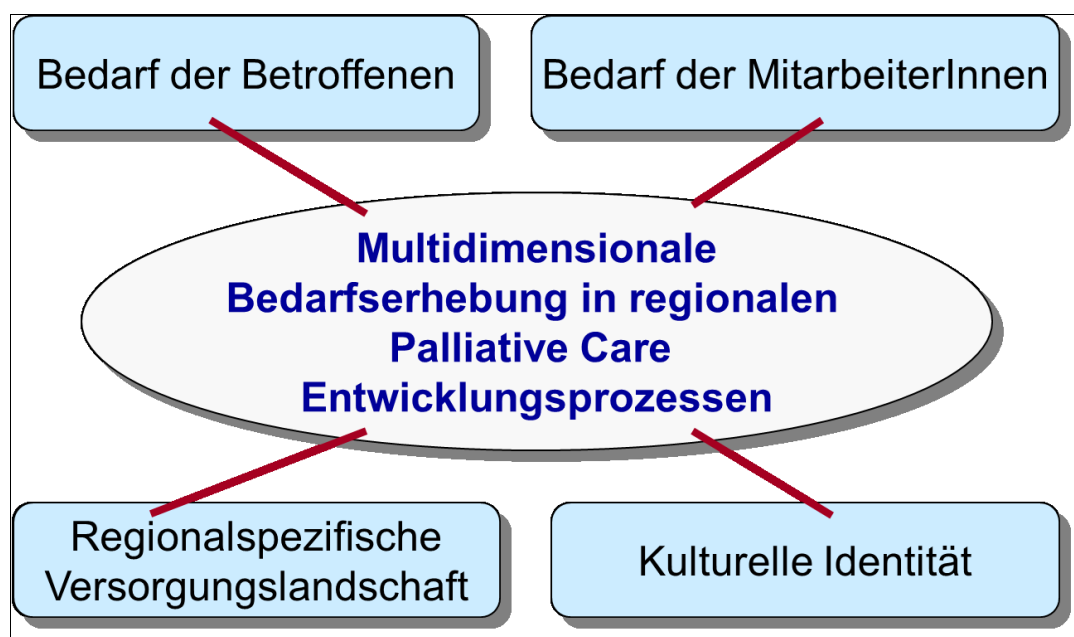 Bedarf der Betroffenen
Bedarf der MitarbeiterInnen
Multidimensionale
Bedarfserhebung in regionalen
Palliative Care
Entwicklungsprozessen
Regionalspezifische
Versorgungslandschaft
Kulturelle Identität